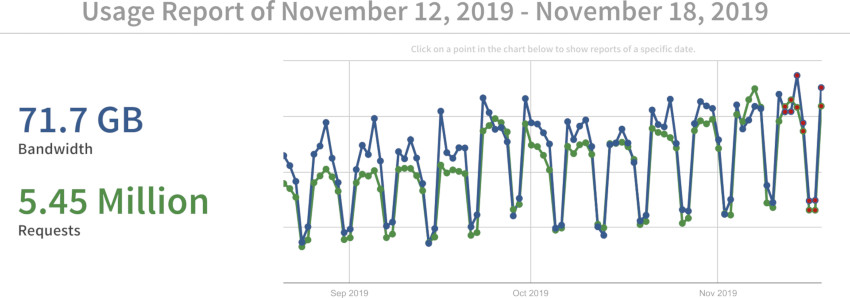 Usage Report of November 12, 2019 - November 18, 2019
Click on a point in the chart below to show reports of a specific date.
71.7 GB
Bandwidth
5.45 Million
Requests
Sep 2019
Oct 2019
Nov 2019